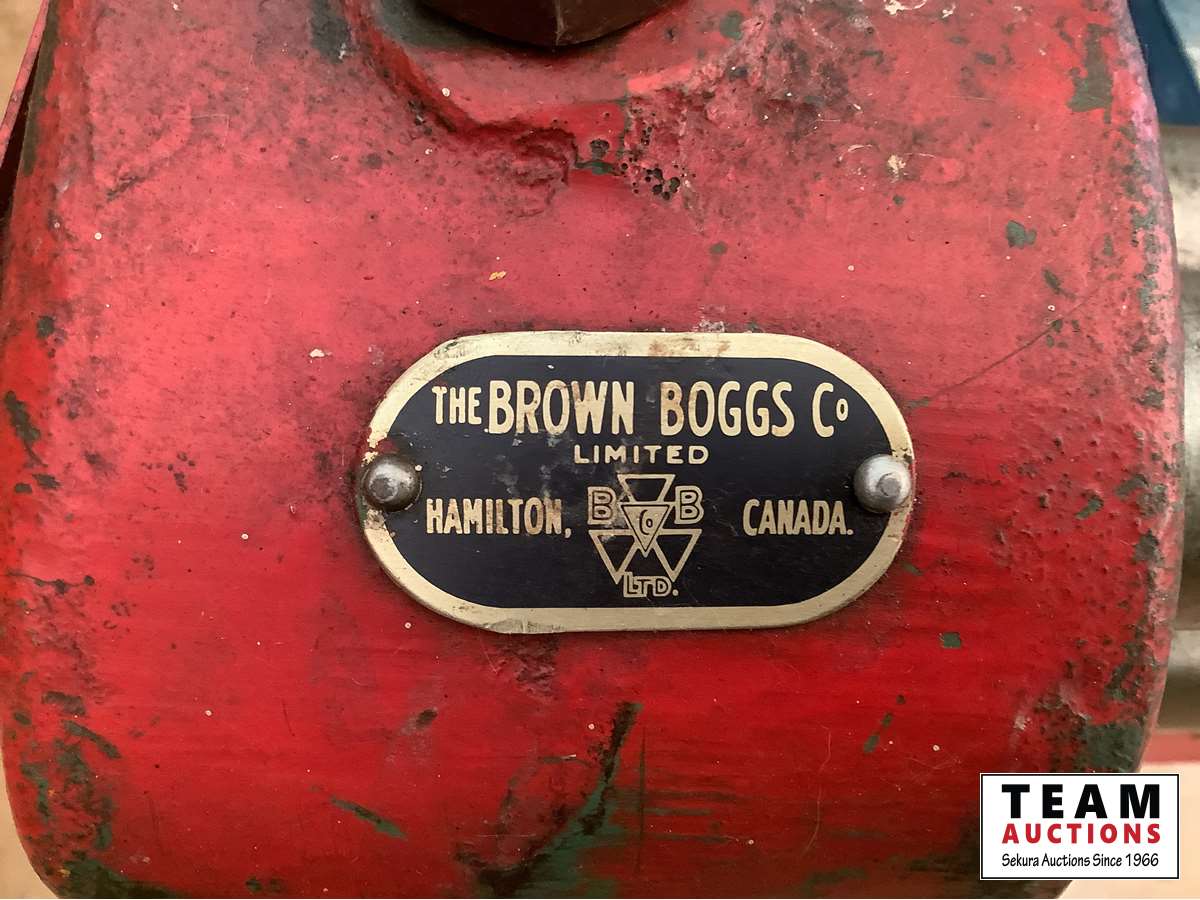 THE BROWN BOGGS Co
LIMITED
HAMILTON, B Co B CANADA.
LTD.
TEAM
AUCTIONS
Sekura Auctions Since 1966